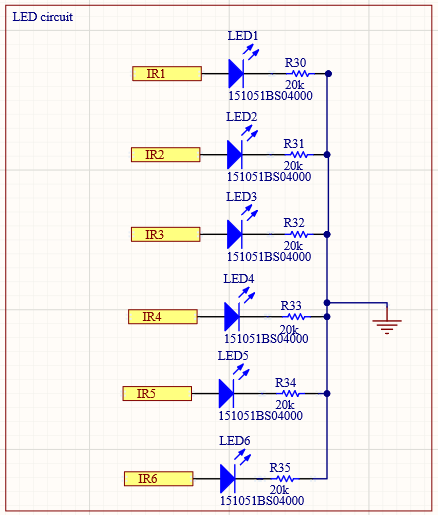 LED circuit
LED1
IR1
R30
20k
151051BS04000
LED2
IR2
R31
20k
151051BS04000
LED3
IR3
R32
20k
151051BS04000
LED4
IR4
R33
20k
151051BS04000
LED5
IR5
R34
20k
151051BS04000
LED6
IR6
R35
20k
151051BS04000